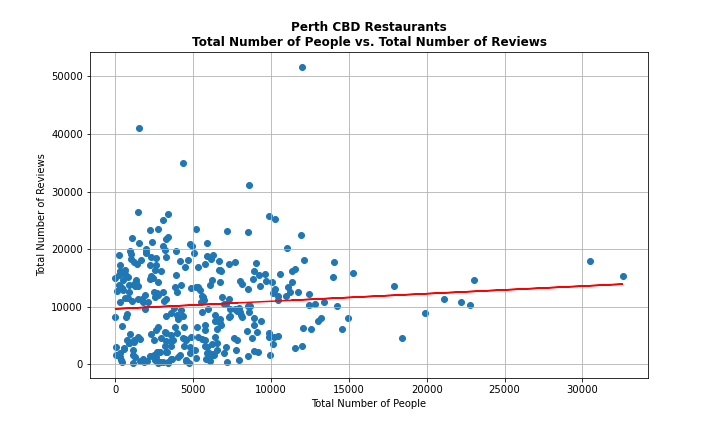 Perth CBD Restaurants
Total Number of People vs. Total Number of Reviews
50000
40000
30000
20000
10000
0
Total Number of Reviews
0 5000 10000 15000 20000 25000 30000
Total Number of People